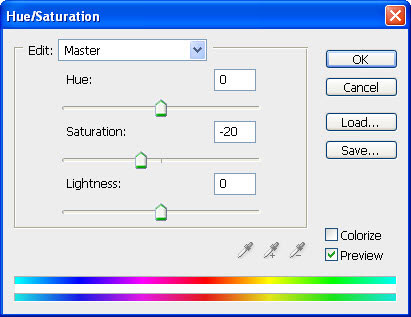 Hue/Saturation
Edit: Master
Hue: 0
Saturation: -20
Lightness: 0
OK
Cancel
Load...
Save...
Colorize
Preview